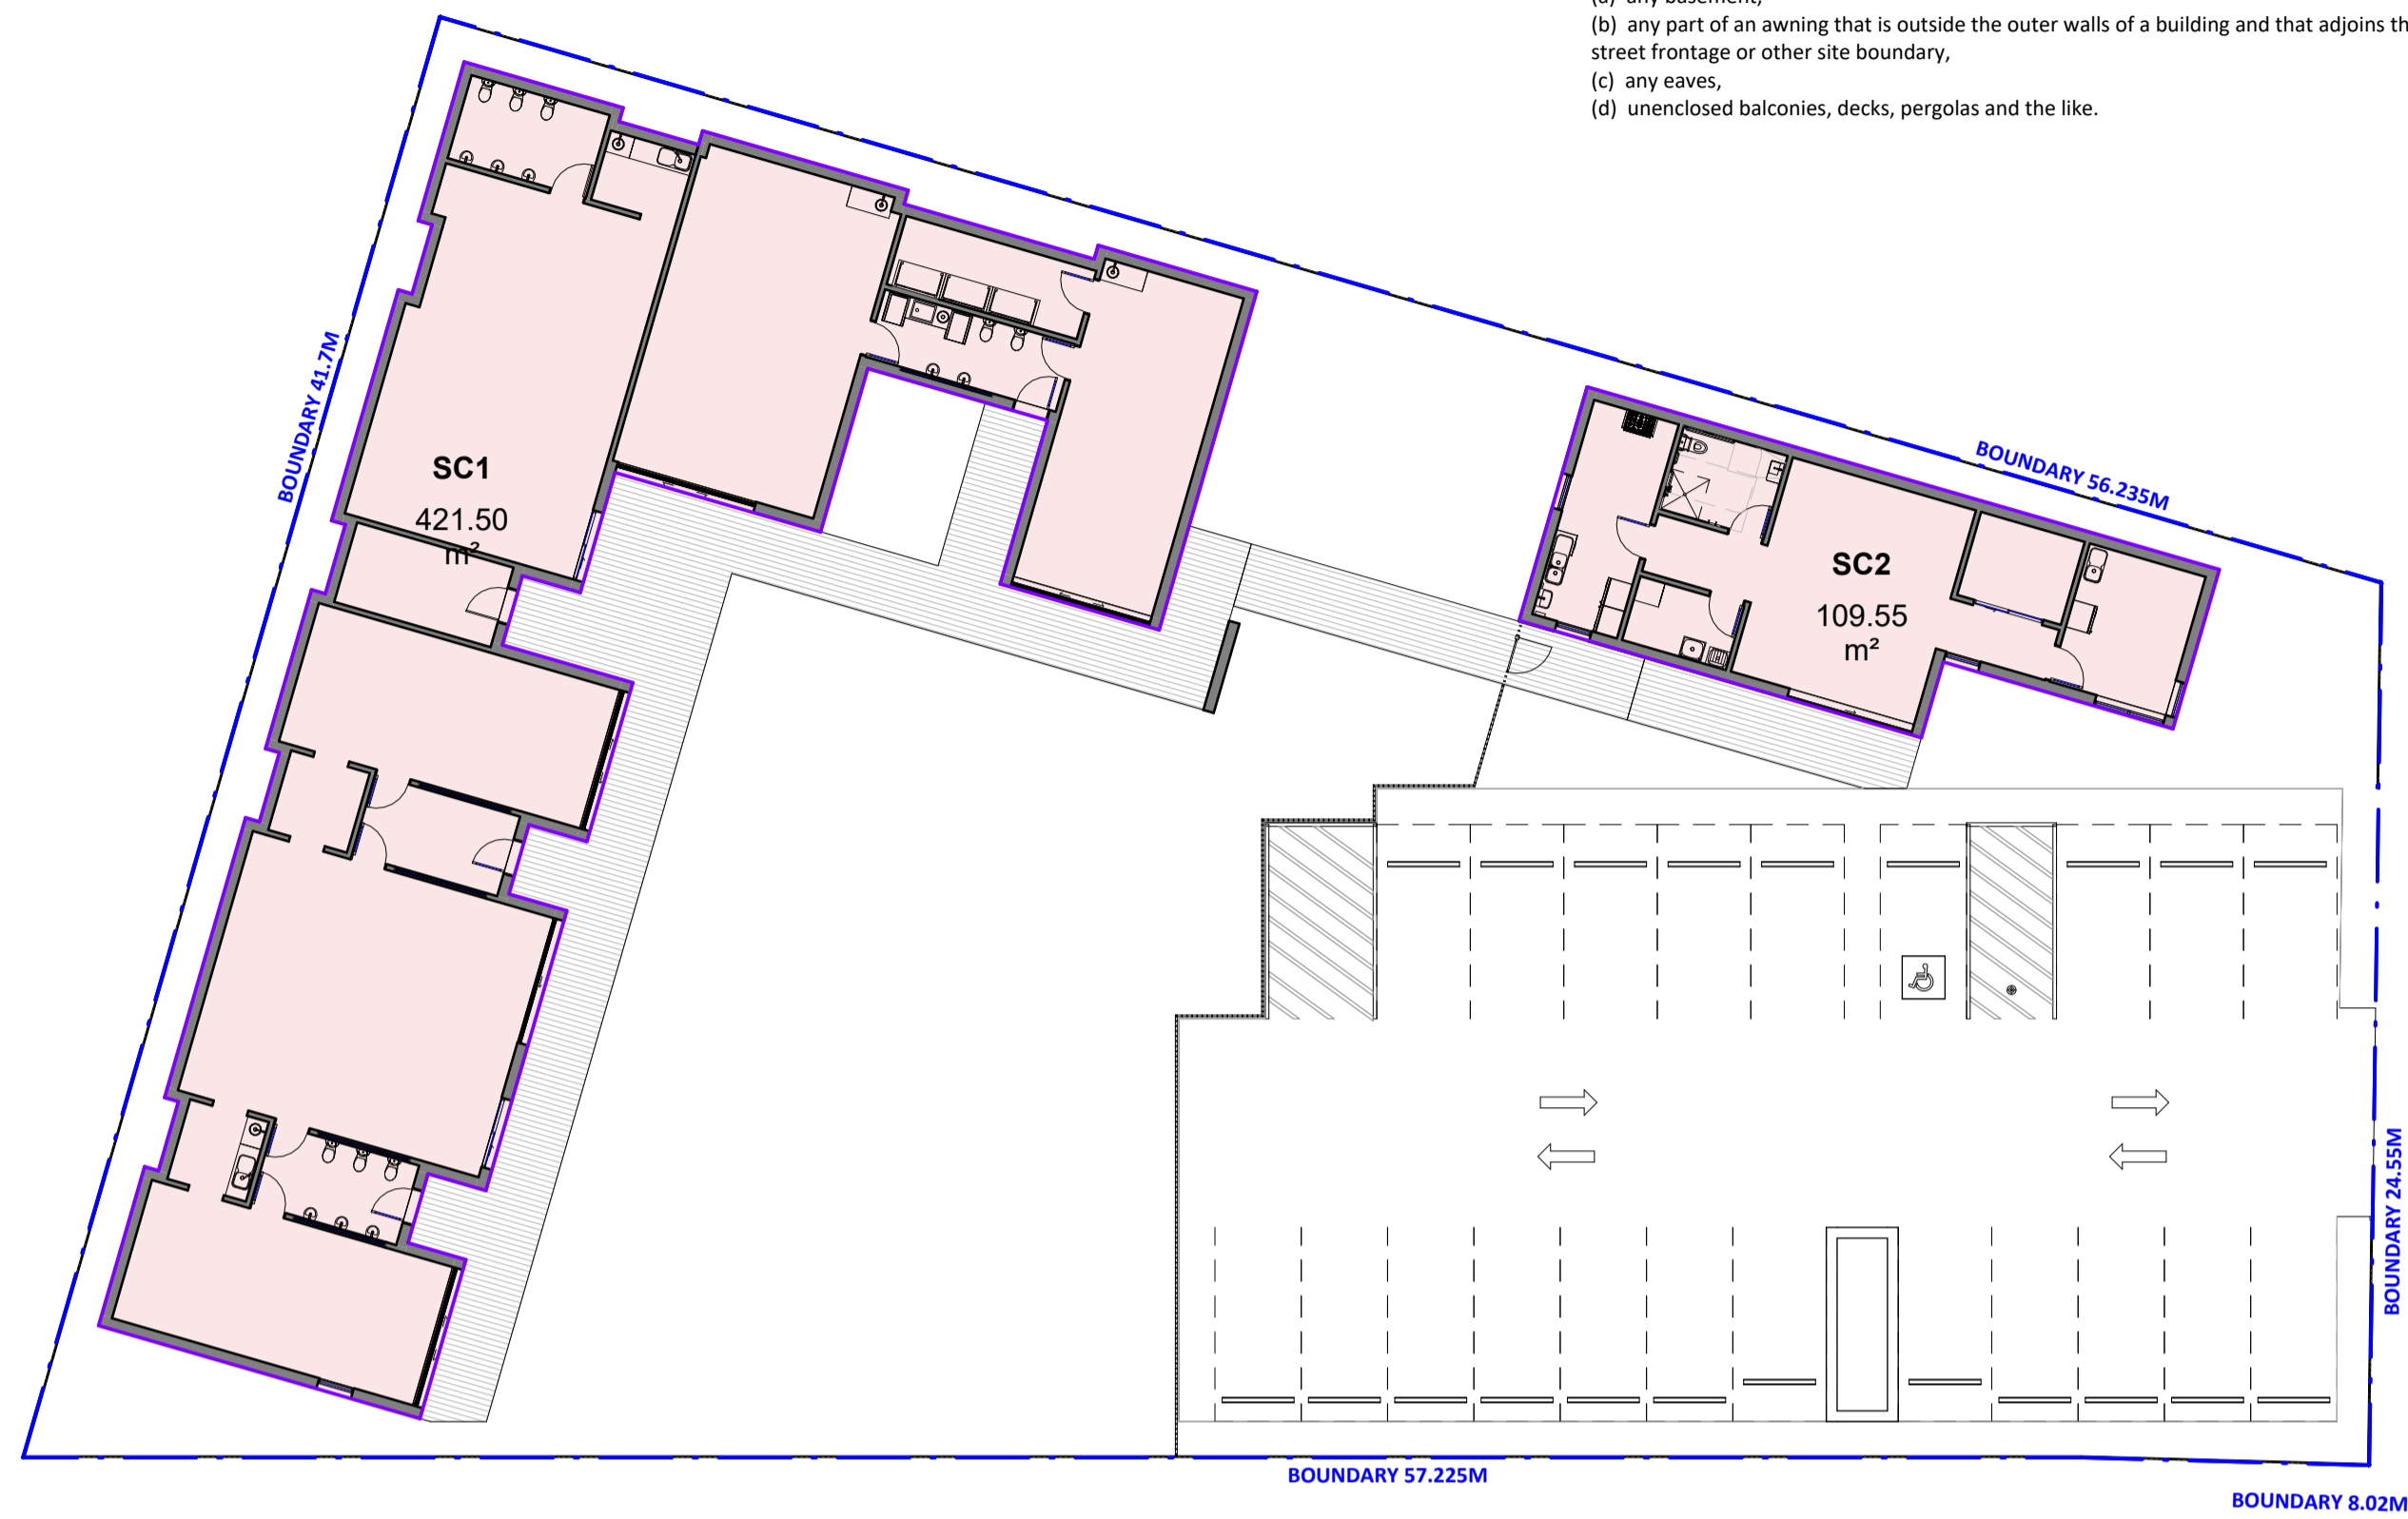 (a) any basement,
(b) any part of an awning that is outside the outer walls of a building and that adjoins th
street frontage or other site boundary,
(c) any eaves,
(d) unenclosed balconies, decks, pergolas and the like.
BOUNDARY 41.7M
SC1
421.50
m²
BOUNDARY 56.235M
SC2
109.55
m²
BOUNDARY 24.55M
BOUNDARY 57.225M
BOUNDARY 8.02M